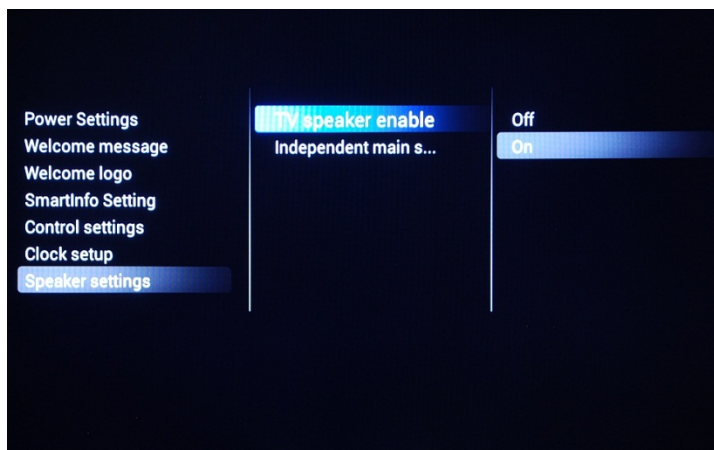 Power Settings
Welcome message
Welcome logo
SmartInfo Setting
Control settings
Clock setup
Speaker settings
TV speaker enable
Independent main s...
Off
On